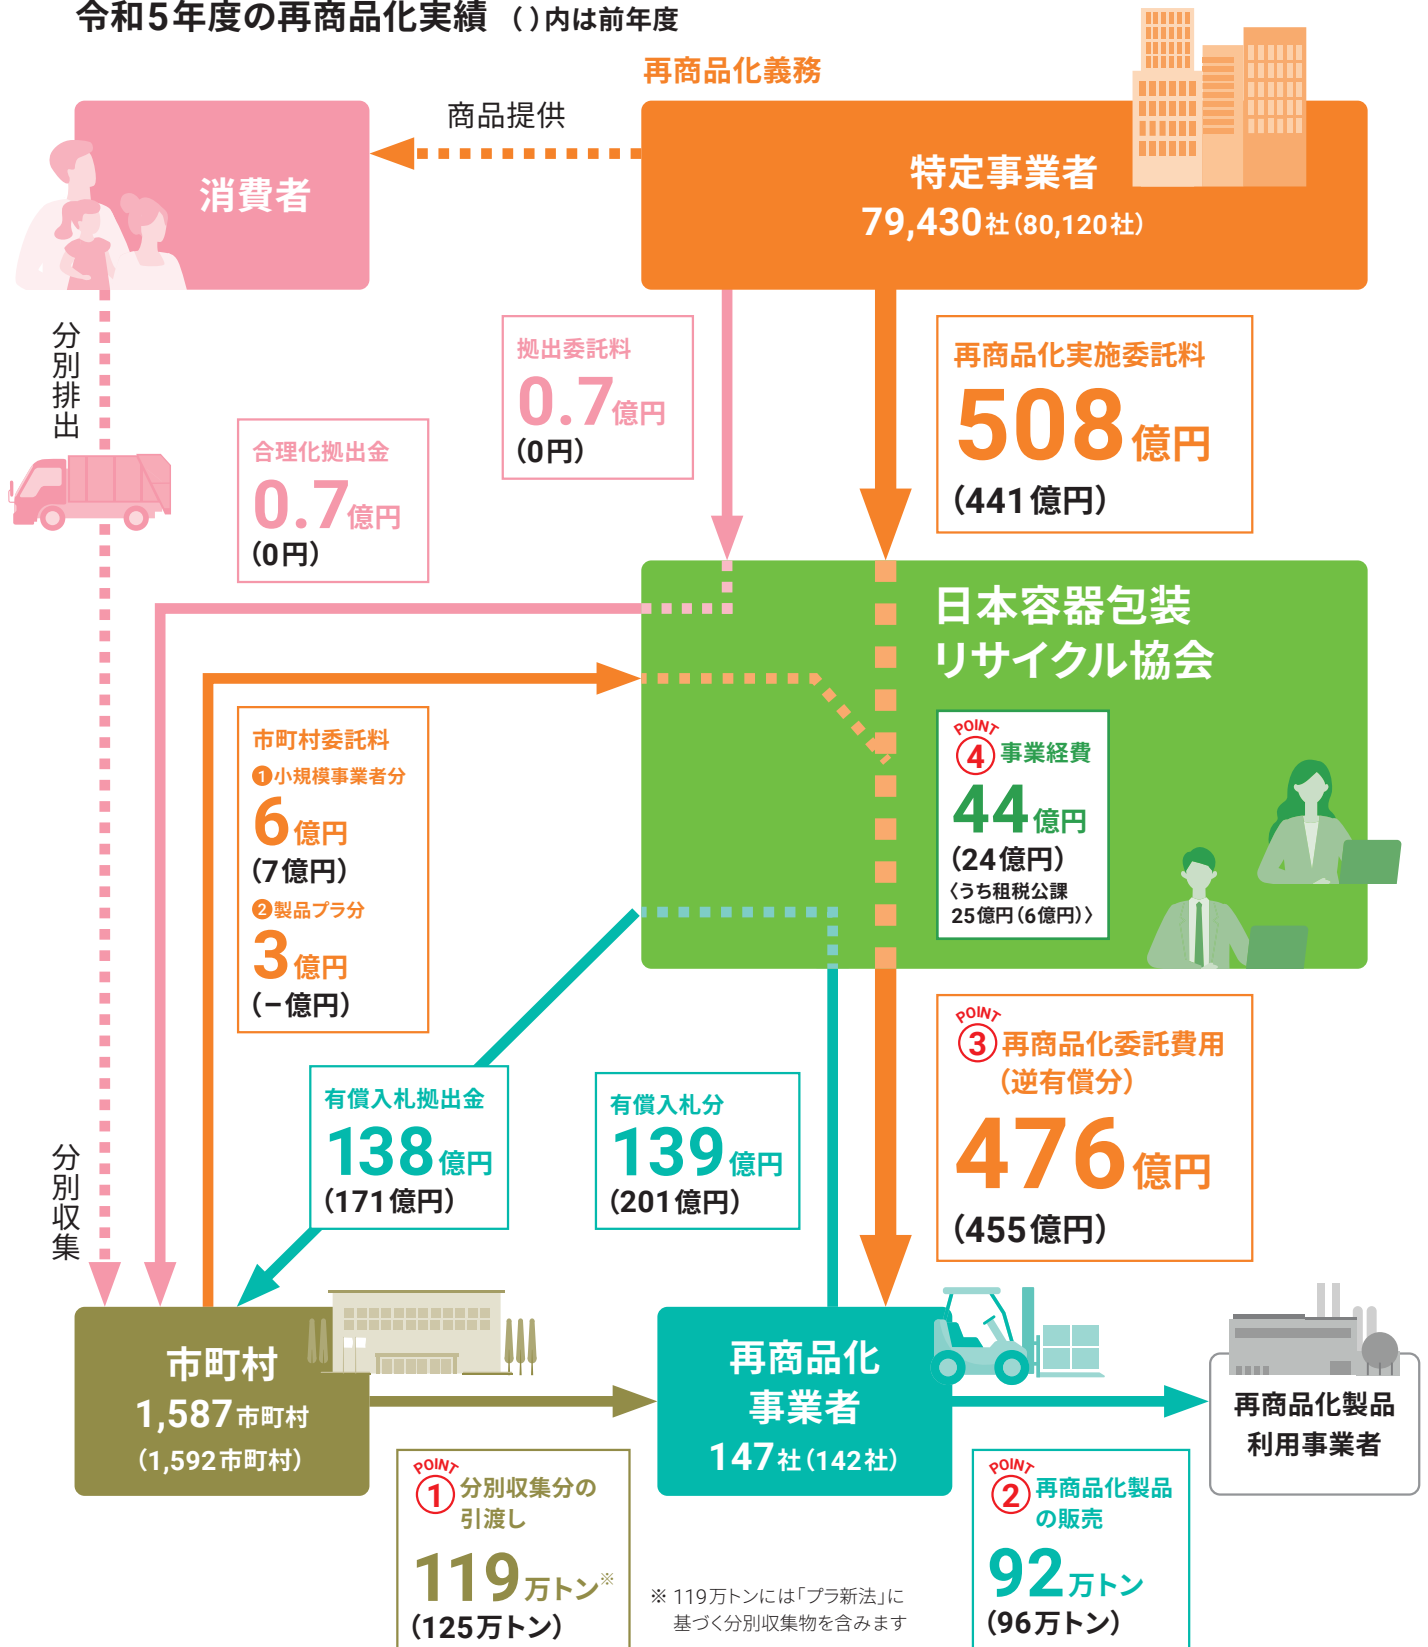 令和5年度の再商品化実績 ( )内は前年度
再商品化義務
商品提供
消費者
特定事業者
79,430社(80,120社)
分別排出
拠出委託料
0.7億円
(0円)
再商品化実施委託料
508億円
(441億円)
合理化拠出金
0.7億円
(0円)
日本容器包装
リサイクル協会
市町村委託料
❶小規模事業者分
6億円
(7億円)
❷製品プラ分
3億円
(−億円)
POINT
④事業経費
44億円
(24億円)
〈うち租税公課
25億円(6億円)〉
POINT
③再商品化委託費用
(逆有償分)
476億円
(455億円)
有償入札拠出金
138億円
(171億円)
有償入札分
139億円
(201億円)
分別収集
市町村
1,587市町村
(1,592市町村)
再商品化
事業者
147社(142社)
再商品化製品
利用事業者
POINT
①分別収集分の
引渡し
119万トン※
(125万トン)
※ 119万トンには「プラ新法」に
基づく分別収集物を含みます
POINT
②再商品化製品
の販売
92万トン
(96万トン)